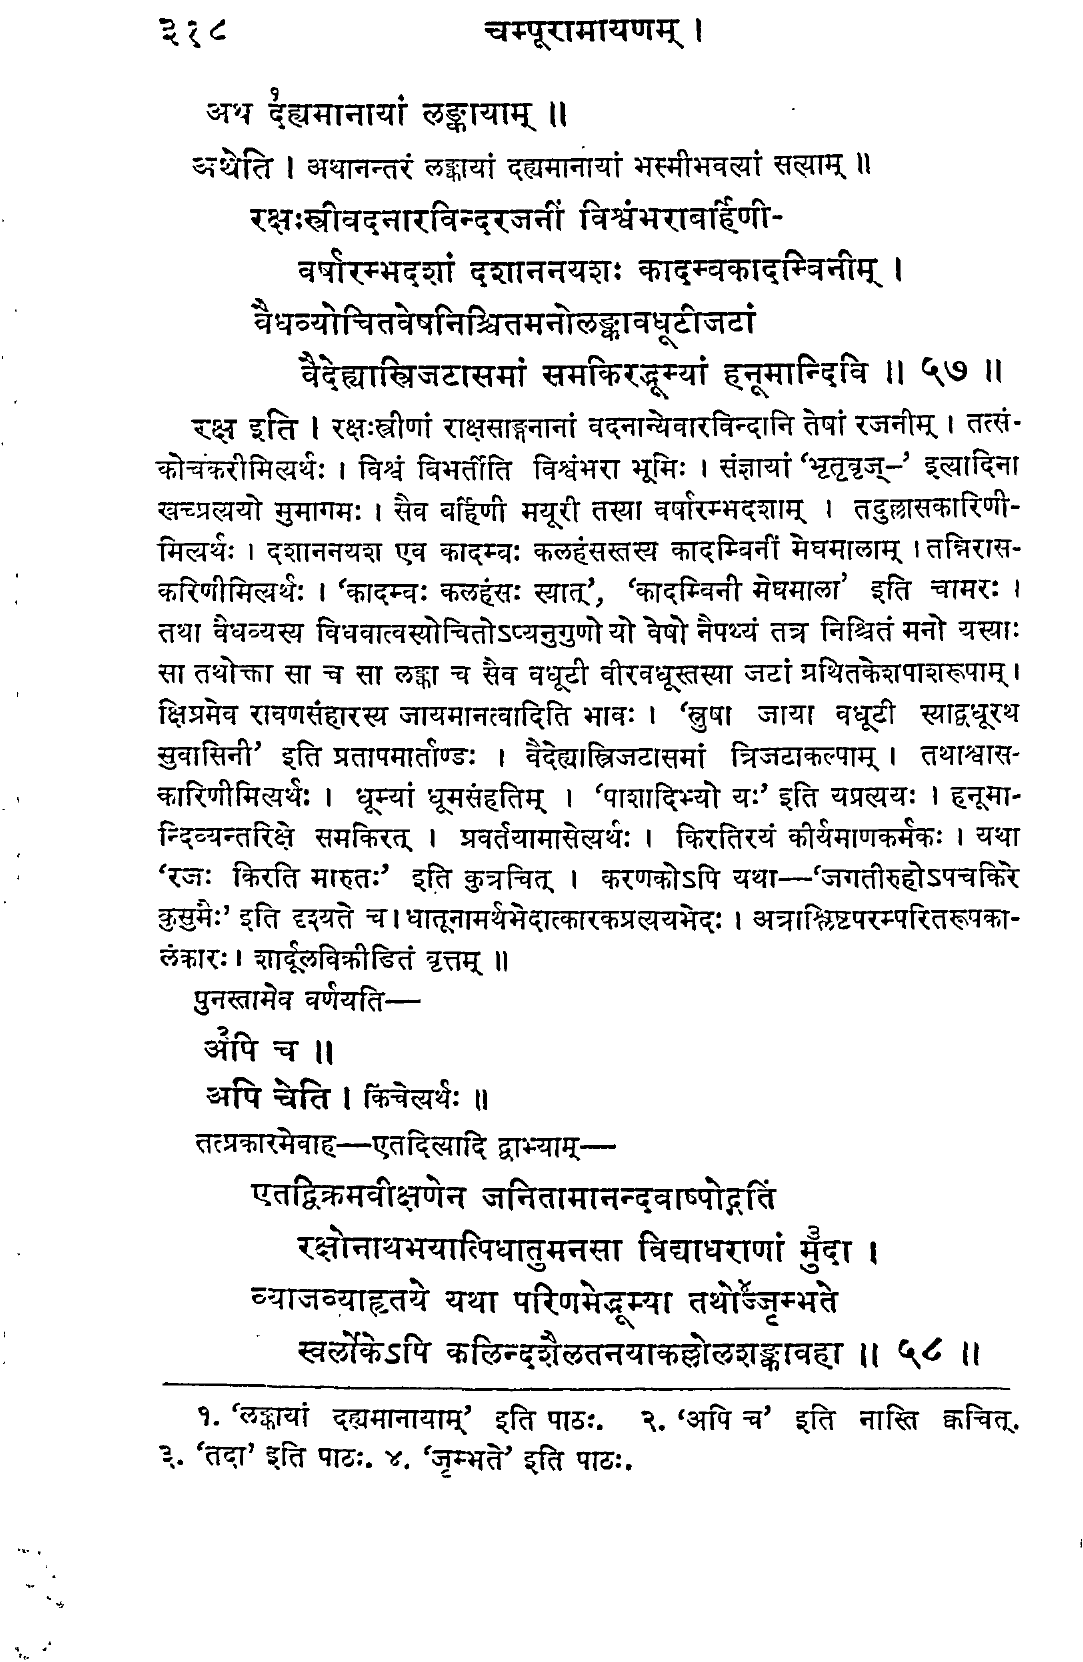 ३१८ चम्पूरामायणम् ।
अथ द१ह्यमानायां लङ्कायाम् ॥
अथेति । अथानन्तरं लङ्कायां दह्यमानायां भस्मीभवत्यां सत्याम् ॥
रक्षःस्त्रीवदनारविन्दरजनीं विश्वंभराबर्हिणी-
वर्षारम्भदशां दशाननयशः कादम्बकादम्बिनीम् ।
वैधव्योचितवेषनिश्चितमनोलङ्कावधूटीजटां
वैदेह्यास्त्रिजटासमां समकिरद्धूम्यां हनूमान्दिवि ॥ ५७ ॥
रक्ष इति । रक्षःस्त्रीणां राक्षसाङ्गनानां वदनान्येवारविन्दानि तेषां रजनीम् । तत्सं-
कोचकरीमित्यर्थः । विश्वं विभर्तीति विश्वंभरा भूमिः । संज्ञायां ‘भृतॄवृज्-’ इत्यादिना
खच्प्रत्ययो मुमागमः । सैव बर्हिणी मयूरी तस्या वर्षारम्भदशाम् । तदुल्लासकारिणी-
मित्यर्थः । दशाननयश एव कादम्बः कलहंसस्तस्य कादम्बिनीं मेघमालाम् । तन्निरास-
करिणीमित्यर्थः । ‘कादम्बः कलहंसः स्यात्’, ‘कादम्बिनी मेघमाला’ इति चामरः ।
तथा वैधव्यस्य विधवात्वस्योचितोऽप्यनुगुणो यो वेषो नैपथ्यं तत्र निश्चितं मनो यस्याः
सा तथोक्ता सा च सा लङ्का च सैव वधूटी वीरवधूस्तस्या जटां ग्रथितकेशपाशरूपाम् ।
क्षिप्रमेव रावणसंहारस्य जायमानत्वादिति भावः । ‘स्नुषा जाया वधूटी स्याद्वधूरथ
सुवासिनी’ इति प्रतापमार्ताण्डः । वैदेह्यास्त्रिजटासमां त्रिजटाकल्पाम् । तथाश्वास-
कारिणीमित्यर्थः । धूम्यां धूमसंहतिम् । ‘पाशादिभ्यो यः’ इति यप्रत्ययः । हनूमा-
न्दिव्यन्तरिक्षे समकिरत् । प्रवर्तयामासेत्यर्थः । किरतिरयं कीर्यमाणकर्मकः । यथा
‘रजः किरति मारुतः’ इति कुत्रचित् । करणकोऽपि यथा—‘जगतीरुहोऽपचकिरे
कुसुमैः’ इति दृश्यते च । धातूनामर्थभेदात्कारकप्रत्ययभेदः । अत्राश्लिष्टपरम्परितरूपका-
लंकारः । शार्दूलविक्रीडितं वृत्तम् ॥
पुनस्तामेव वर्णयति—
अ२पि च ॥
अपि चेति । किंचेत्यर्थः ॥
तत्प्रकारमेवाह—एतदित्यादि द्वाभ्याम्—
एतद्विक्रमवीक्षणेन जनितामानन्दबाष्पोद्गतिं
रक्षोनाथभयात्पिधातुमनसा विद्याधराणां मु३दा ।
व्याजव्याहृतये यथा परिणमेद्धूम्या तथो४ज्जृम्भते
स्वर्लोकेऽपि कलिन्दशैलतनयाकल्लोलशङ्कावहा ॥ ५८ ॥
१. ‘लङ्कायां दह्यमानायाम्’ इति पाठः. २. ‘अपि च’ इति नास्ति क्वचित्.
३. ‘तदा’ इति पाठः. ४. ‘जृम्भते’ इति पाठः.